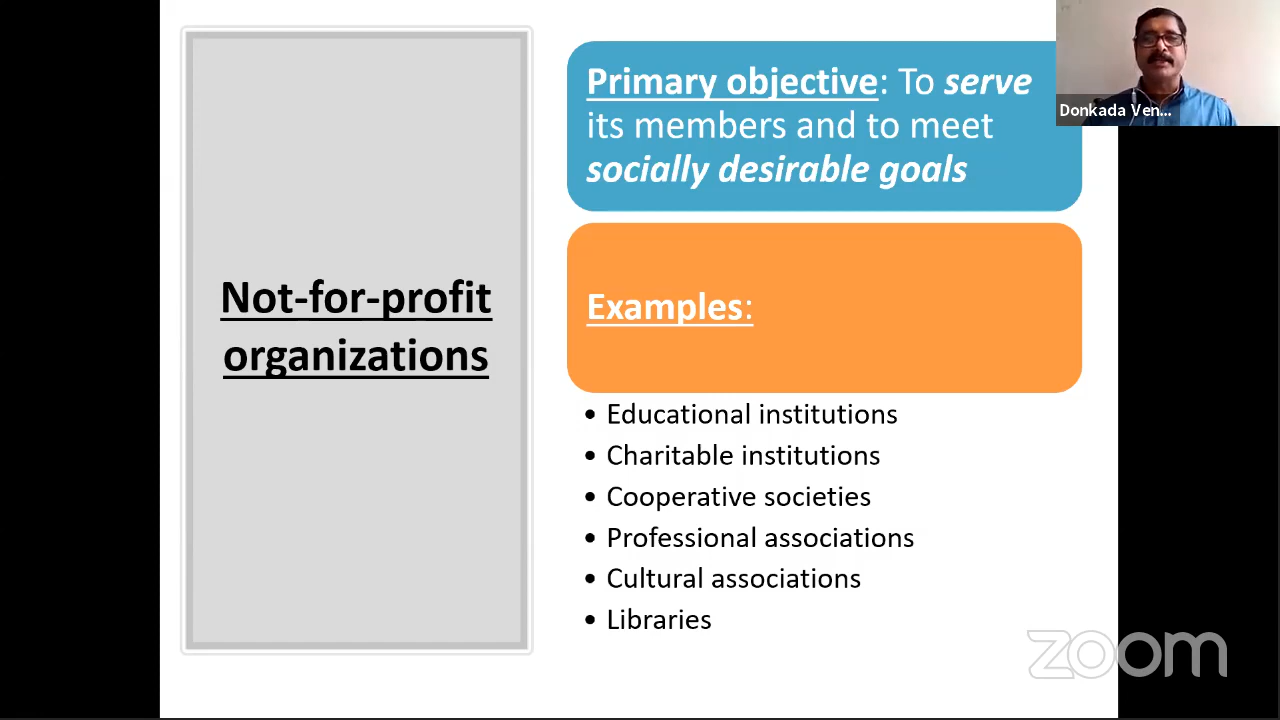 Not-for-profit
organizations
Primary objective: To serve
its members and to meet
socially desirable goals
Examples:
• Educational institutions
• Charitable institutions
• Cooperative societies
• Professional associations
• Cultural associations
• Libraries
Donkada Ven...
zoom